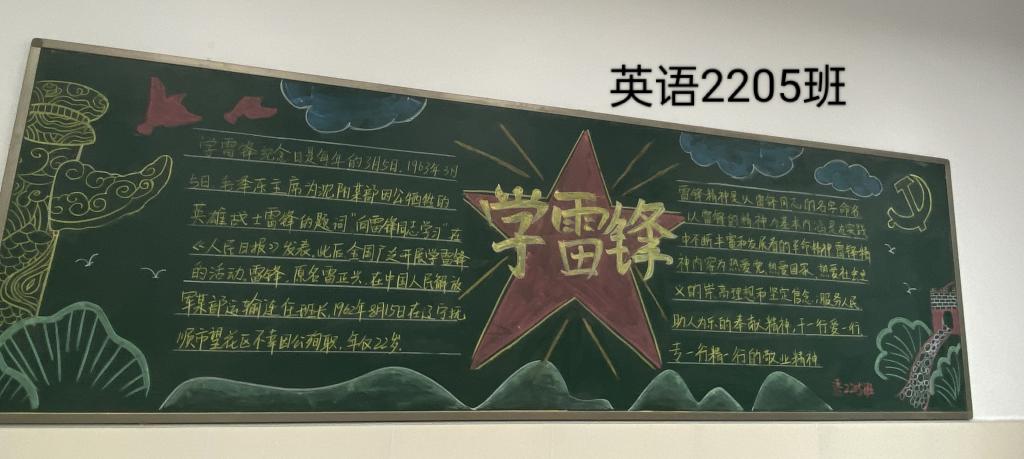 英语2205班
学雷锋纪念日是每年的3月5日.1963年3月
5日.毛泽东主席为沈阳某部因公牺牲的
英雄战士雷锋的题词"向雷锋同志学习"在
《人民日报》发表,此后全国广泛开展学雷锋
的活动.雷锋,原名雷正兴,在中国人民解放
军某部运输连任班长,1962年8月15日在辽宁抚
顺市望花区不幸因公殉职,年仅22岁.
学雷锋
雷锋精神是以雷锋同志的名字命名
以雷锋的精神为基本内涵,在实践
中不断丰富和发展着的革命精神雷锋精
神内容为热爱党,热爱国家、热爱社会主
义的崇高理想和坚定信念;服务人民
助人为乐的奉献精神,干一行爱一行
专一行精一行的敬业精神
英2205班